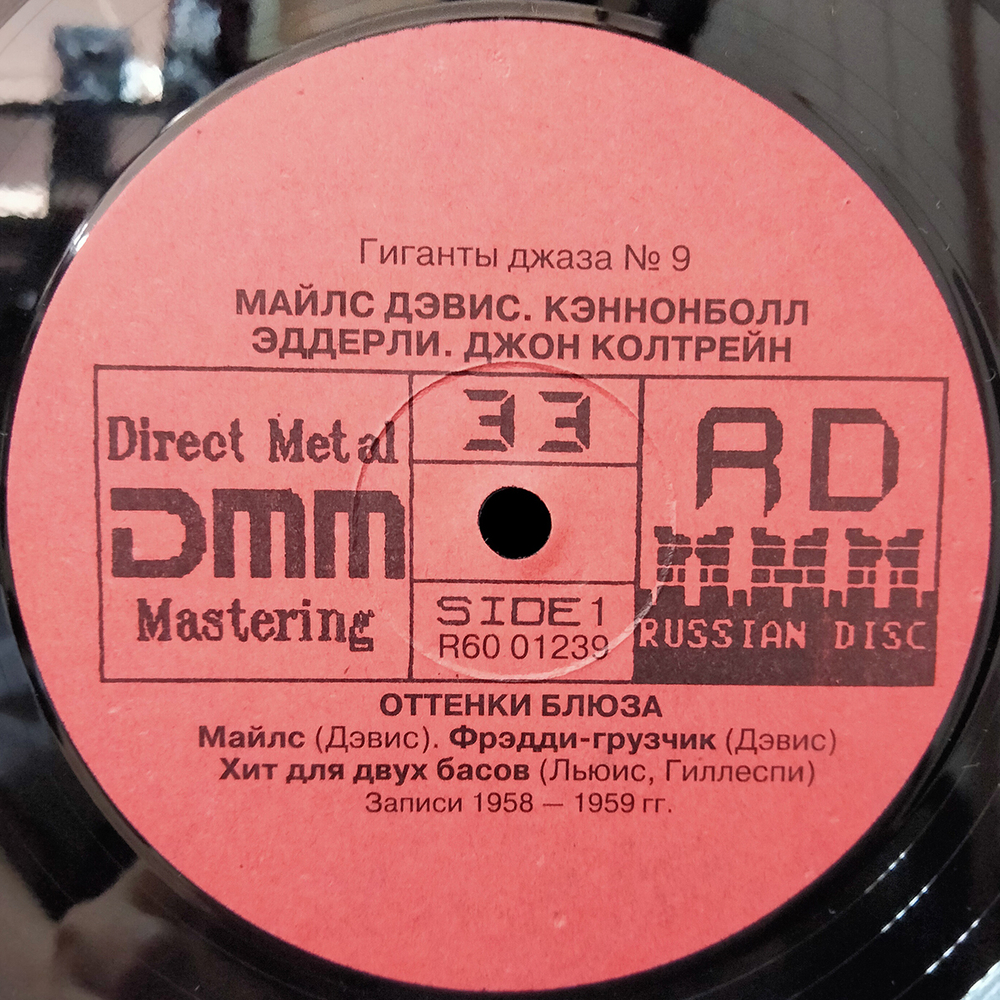 Гиганты джаза № 9
МАЙЛС ДЭВИС. КЭННОНБОЛЛ
ЭДДЕРЛИ. ДЖОН КОЛТРЕЙН
Direct Metal
DMM
Mastering
33
SIDE 1
R60 01239
RD
RUSSIAN DISC
ОТТЕНКИ БЛЮЗА
Майлс (Дэвис). Фрэдди-грузчик (Дэвис)
Хит для двух басов (Льюис, Гиллеспи)
Записи 1958 — 1959 гг.